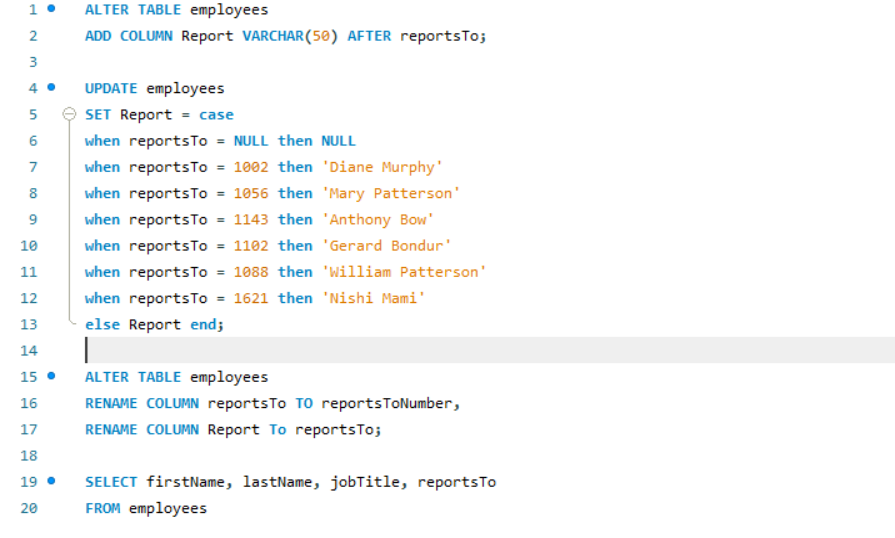 1 ALTER TABLE employees
2 ADD COLUMN Report VARCHAR(50) AFTER reportsTo;
3
4 UPDATE employees
5 SET Report = case
6 when reportsTo = NULL then NULL
7 when reportsTo = 1002 then 'Diane Murphy'
8 when reportsTo = 1056 then 'Mary Patterson'
9 when reportsTo = 1143 then 'Anthony Bow'
10 when reportsTo = 1102 then 'Gerard Bondur'
11 when reportsTo = 1088 then 'William Patterson'
12 when reportsTo = 1621 then 'Nishi Mami'
13 else Report end;
14
15 ALTER TABLE employees
16 RENAME COLUMN reportsTo TO reportsToNumber,
17 RENAME COLUMN Report To reportsTo;
18
19 SELECT firstName, lastName, jobTitle, reportsTo
20 FROM employees